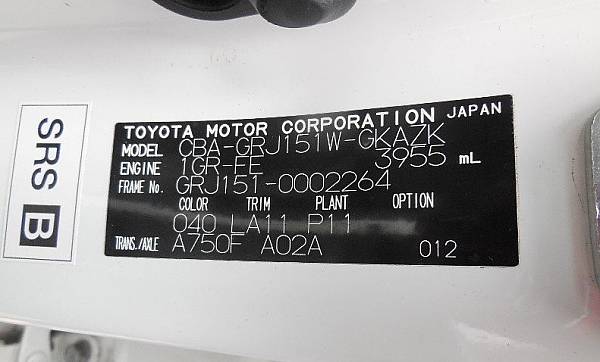 TOYOTA MOTOR CORPORATION JAPAN
MODEL CBA-GRJ151W-GKAZK
ENGINE 1GR-FE 3955 mL
FRAME No. GRJ151-0002264
COLOR TRIM PLANT OPTION
040 LA11 P11
TRANS./AXLE A750F A02A 012
SRS B